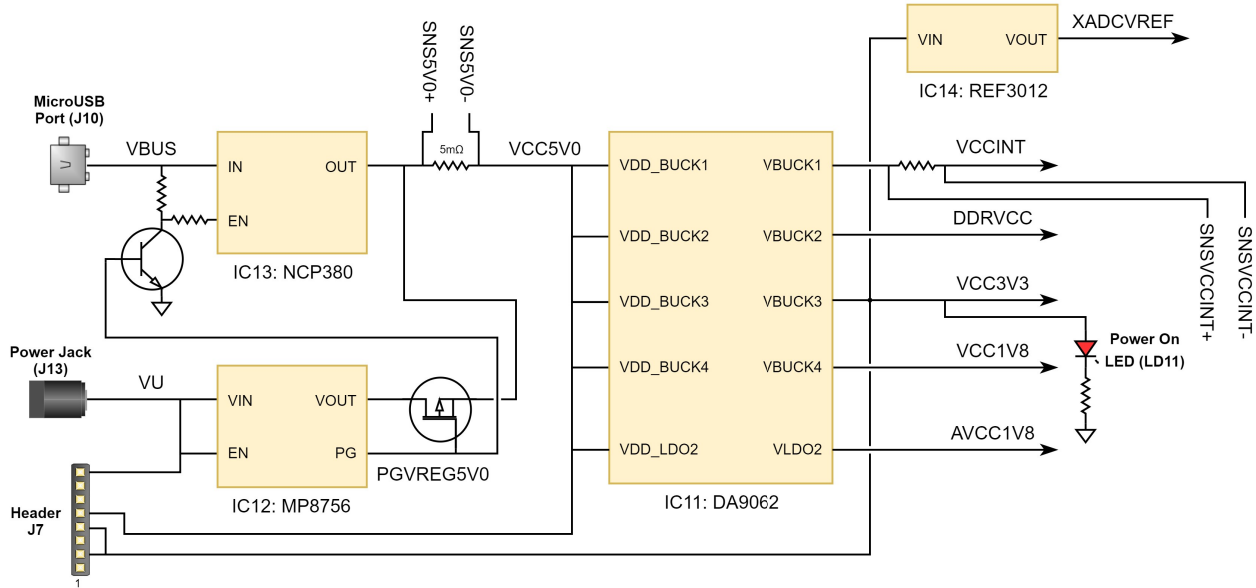 XADCVREF
VIN
VOUT
IC14: REF3012
SNS5V0+
SNS5V0-
MicroUSB
Port (J10)
VBUS
IN
OUT
EN
IC13: NCP380
5mΩ
VCC5V0
VDD_BUCK1
VDD_BUCK2
VDD_BUCK3
VDD_BUCK4
VDD_LDO2
VBUCK1
VBUCK2
VBUCK3
VBUCK4
VLDO2
IC11: DA9062
VCCINT
DDRVCC
VCC3V3
VCC1V8
AVCC1V8
SNSVCCINT+
SNSVCCINT-
Power On
LED (LD11)
Power Jack
(J13)
VU
VIN
VOUT
EN
PG
IC12: MP8756
PGVREG5V0
Header
J7
1